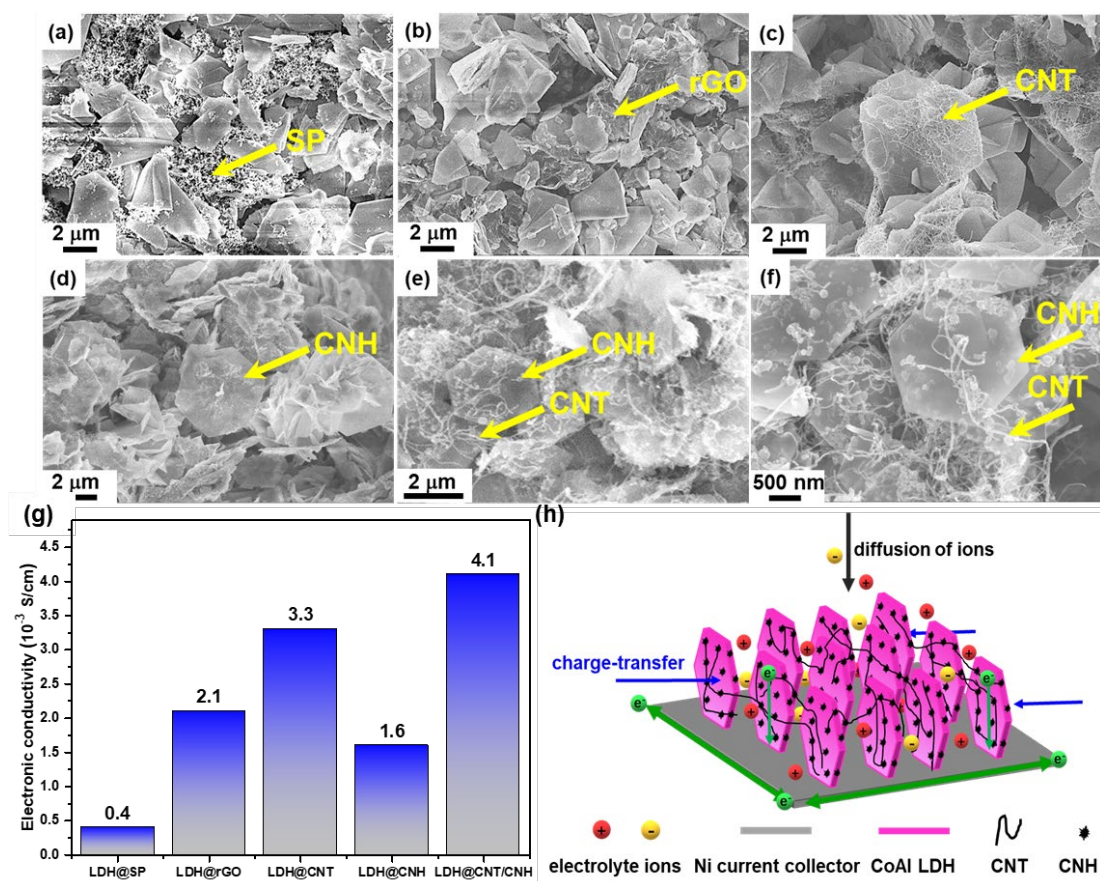 (a)
SP
2 μm
(b)
rGO
2 μm
(c)
CNT
2 μm
(d)
CNH
2 μm
(e)
CNH
CNT
2 μm
(f)
CNH
CNT
500 nm
(g)
Electronic conductivity (10⁻³ S/cm)
4.5
4.0
3.5
3.0
2.5
2.0
1.5
1.0
0.5
0.0
0.4
2.1
3.3
1.6
4.1
LDH@SP
LDH@rGO
LDH@CNT
LDH@CNH
LDH@CNT/CNH
(h)
diffusion of ions
charge-transfer
e⁻
e⁻
e⁻
e⁻
e⁻
electrolyte ions
Ni current collector
CoAl LDH
CNT
CNH